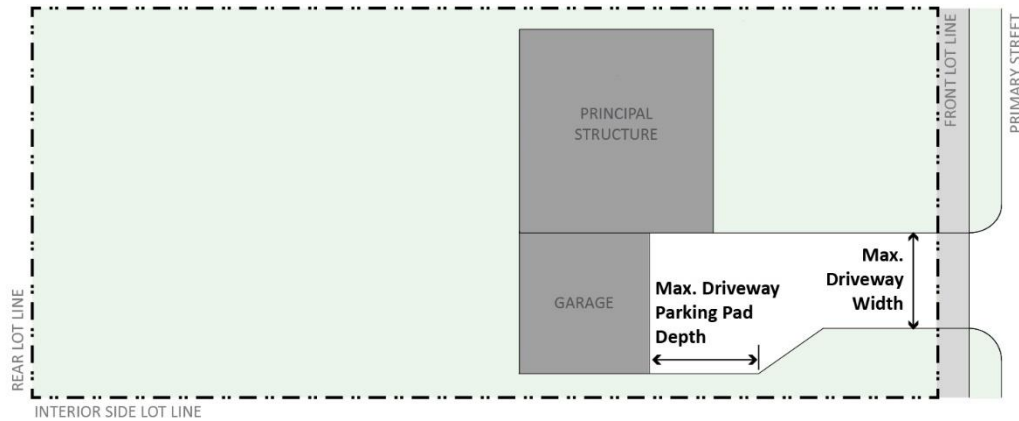 PRINCIPAL
STRUCTURE
FRONT LOT LINE
PRIMARY STREET
GARAGE
Max. Driveway
Parking Pad
Depth
Max.
Driveway
Width
REAR LOT LINE
INTERIOR SIDE LOT LINE